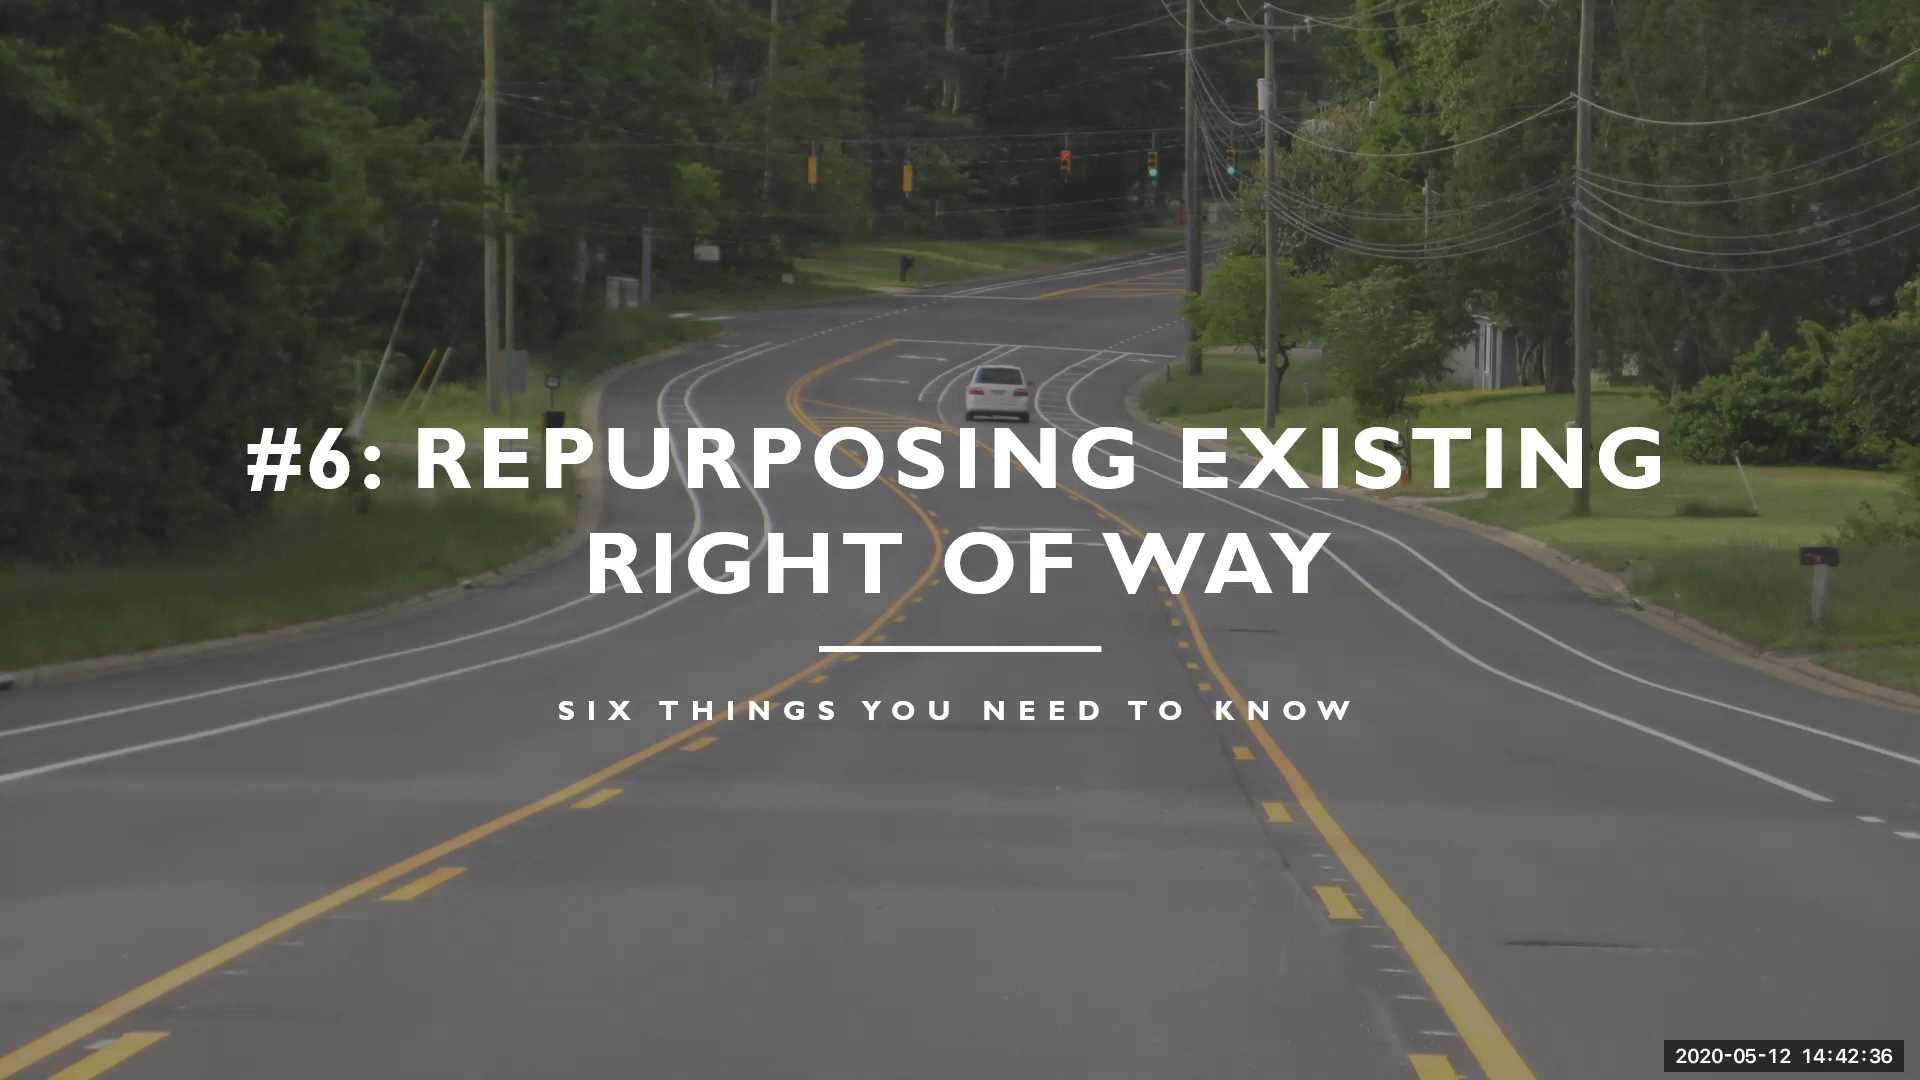 #6: REPURPOSING EXISTING
RIGHT OF WAY
SIX THINGS YOU NEED TO KNOW
2020-05-12 14:42:36